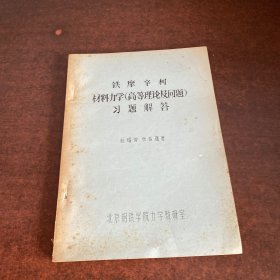 铁摩辛柯
材料力学(高等理论及问题)
习题解答
北京钢铁学院力学教研室